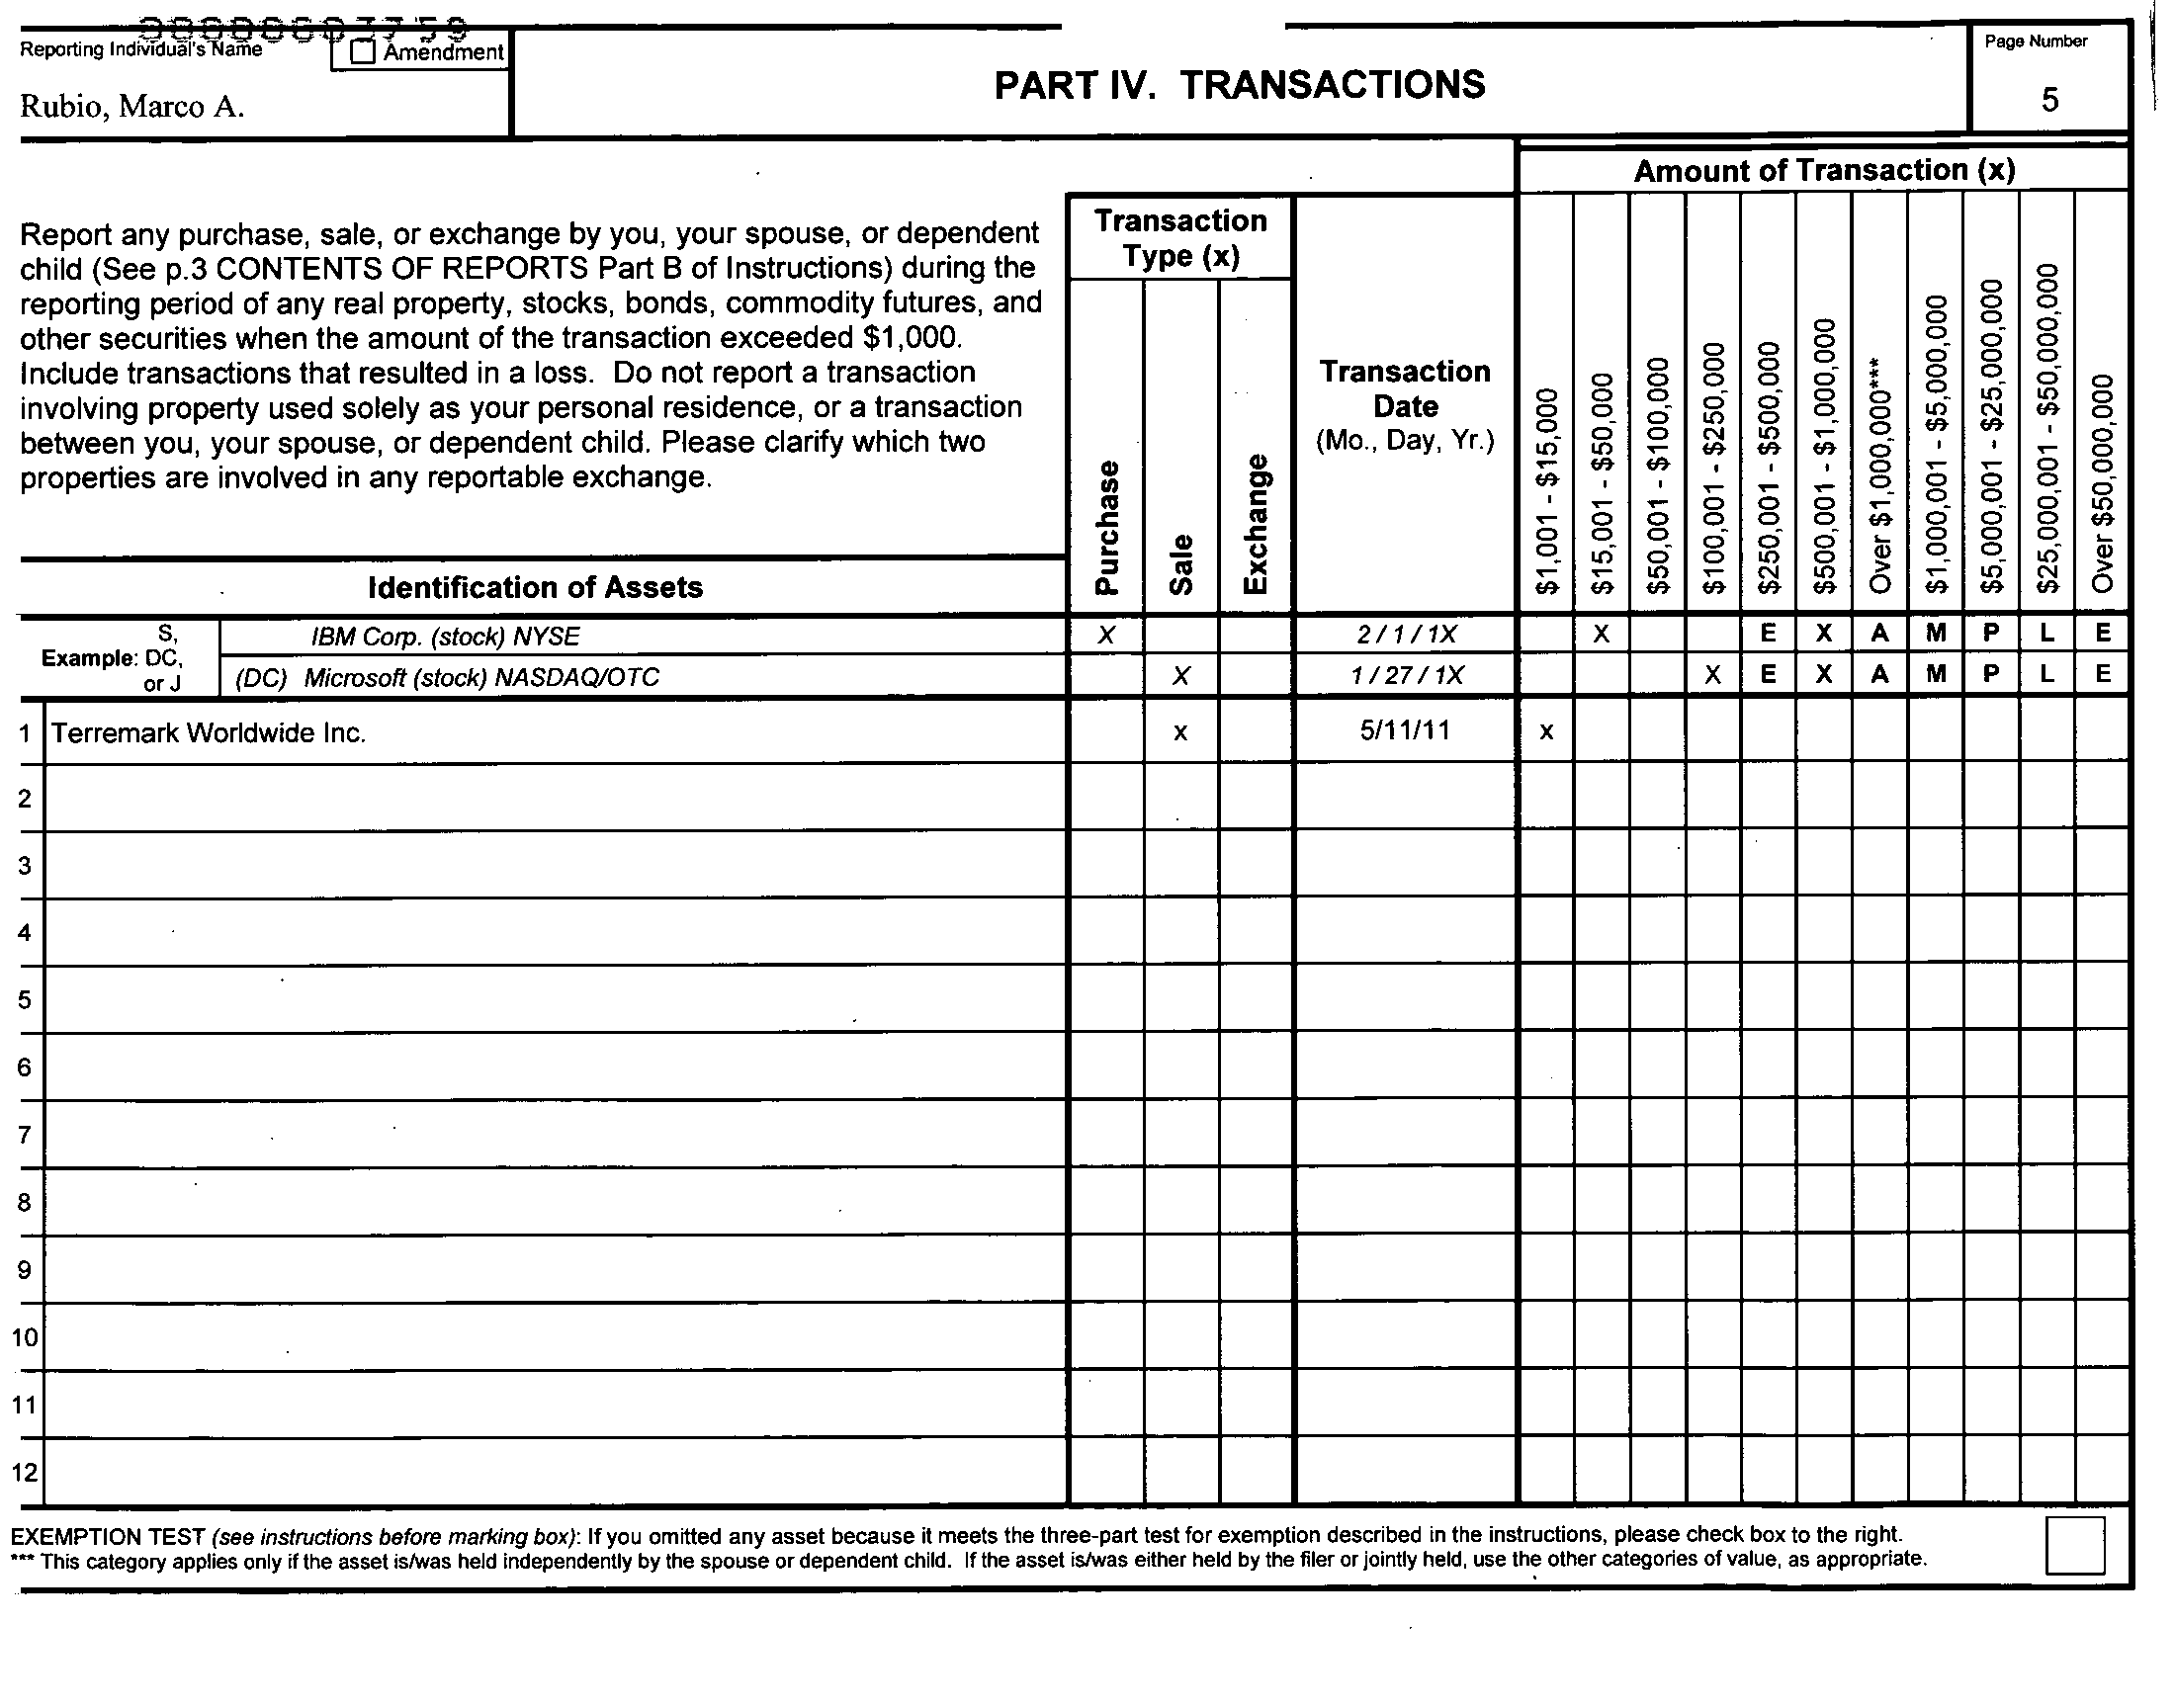 Reporting Individual's Name
Amendment
Rubio, Marco A.
PART IV. TRANSACTIONS
Page Number
5
Amount of Transaction (x)
Report any purchase, sale, or exchange by you, your spouse, or dependent
child (See p.3 CONTENTS OF REPORTS Part B of Instructions) during the
reporting period of any real property, stocks, bonds, commodity futures, and
other securities when the amount of the transaction exceeded $1,000.
Include transactions that resulted in a loss. Do not report a transaction
involving property used solely as your personal residence, or a transaction
between you, your spouse, or dependent child. Please clarify which two
properties are involved in any reportable exchange.
Transaction
Type (x)
Purchase
Sale
Exchange
Transaction
Date
(Mo., Day, Yr.)
$1,001 - $15,000
$15,001 - $50,000
$50,001 - $100,000
$100,001 - $250,000
$250,001 - $500,000
$500,001 - $1,000,000
Over $1,000,000***
$1,000,001 - $5,000,000
$5,000,001 - $25,000,000
$25,000,001 - $50,000,000
Over $50,000,000
Identification of Assets
Example: S,
DC,
or J
IBM Corp. (stock) NYSE X 2 / 1 / 1X X E X A M P L E
(DC) Microsoft (stock) NASDAQ/OTC X 1 / 27 / 1X X E X A M P L E
1 Terremark Worldwide Inc. x 5/11/11 x
2
3
4
5
6
7
8
9
10
11
12
EXEMPTION TEST (see instructions before marking box): If you omitted any asset because it meets the three-part test for exemption described in the instructions, please check box to the right.
*** This category applies only if the asset is/was held independently by the spouse or dependent child. If the asset is/was either held by the filer or jointly held, use the other categories of value, as appropriate.